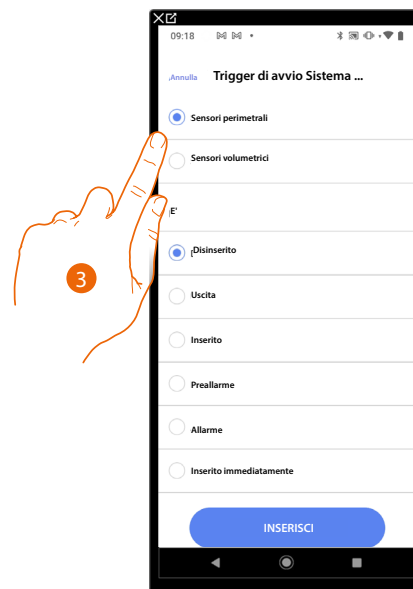 09:18
Annulla Trigger di avvio Sistema ...
Sensori perimetrali
Sensori volumetrici
E'
Disinserito
Uscita
Inserito
3
Preallarme
Allarme
Inserito immediatamente
INSERISCI